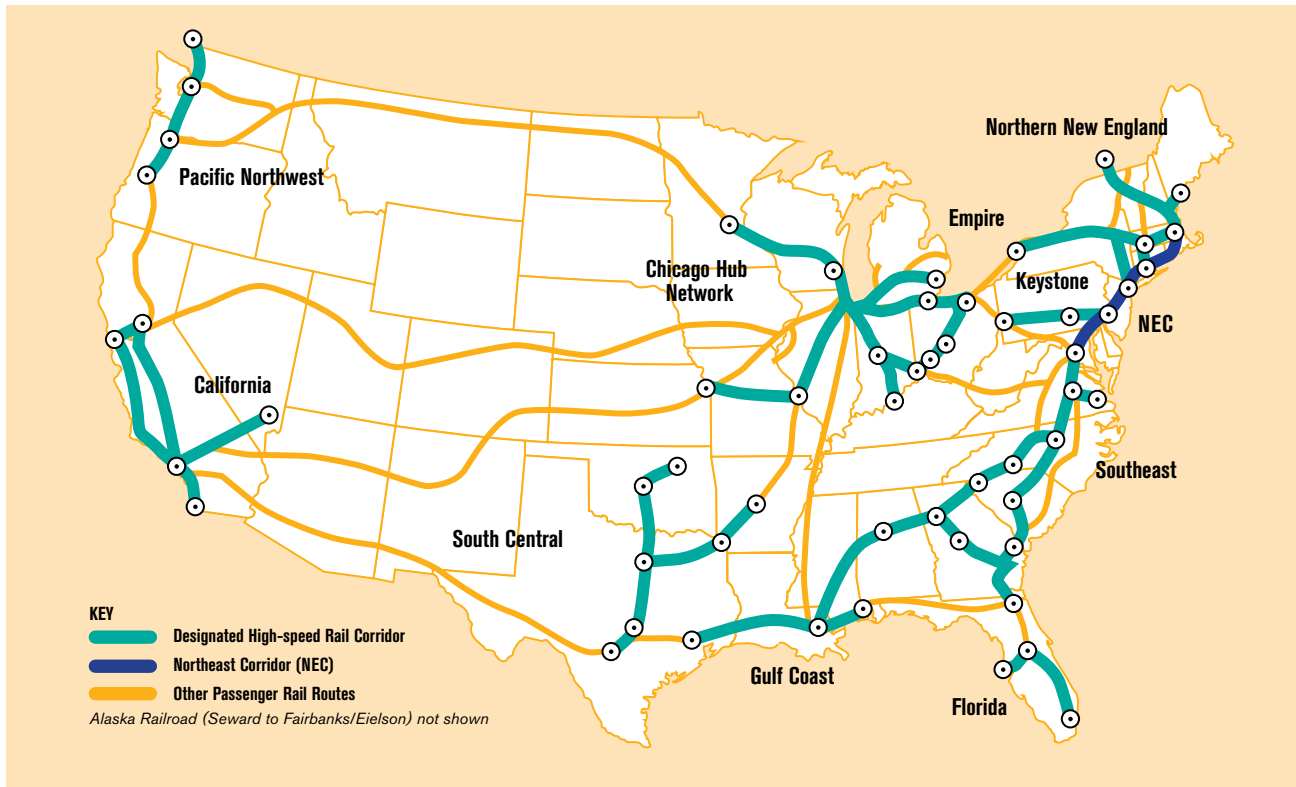 Northern New England
Pacific Northwest
Empire
Chicago Hub
Network
Keystone
NEC
California
Southeast
South Central
KEY
Designated High-speed Rail Corridor
Northeast Corridor (NEC)
Other Passenger Rail Routes
Alaska Railroad (Seward to Fairbanks/Eielson) not shown
Gulf Coast
Florida